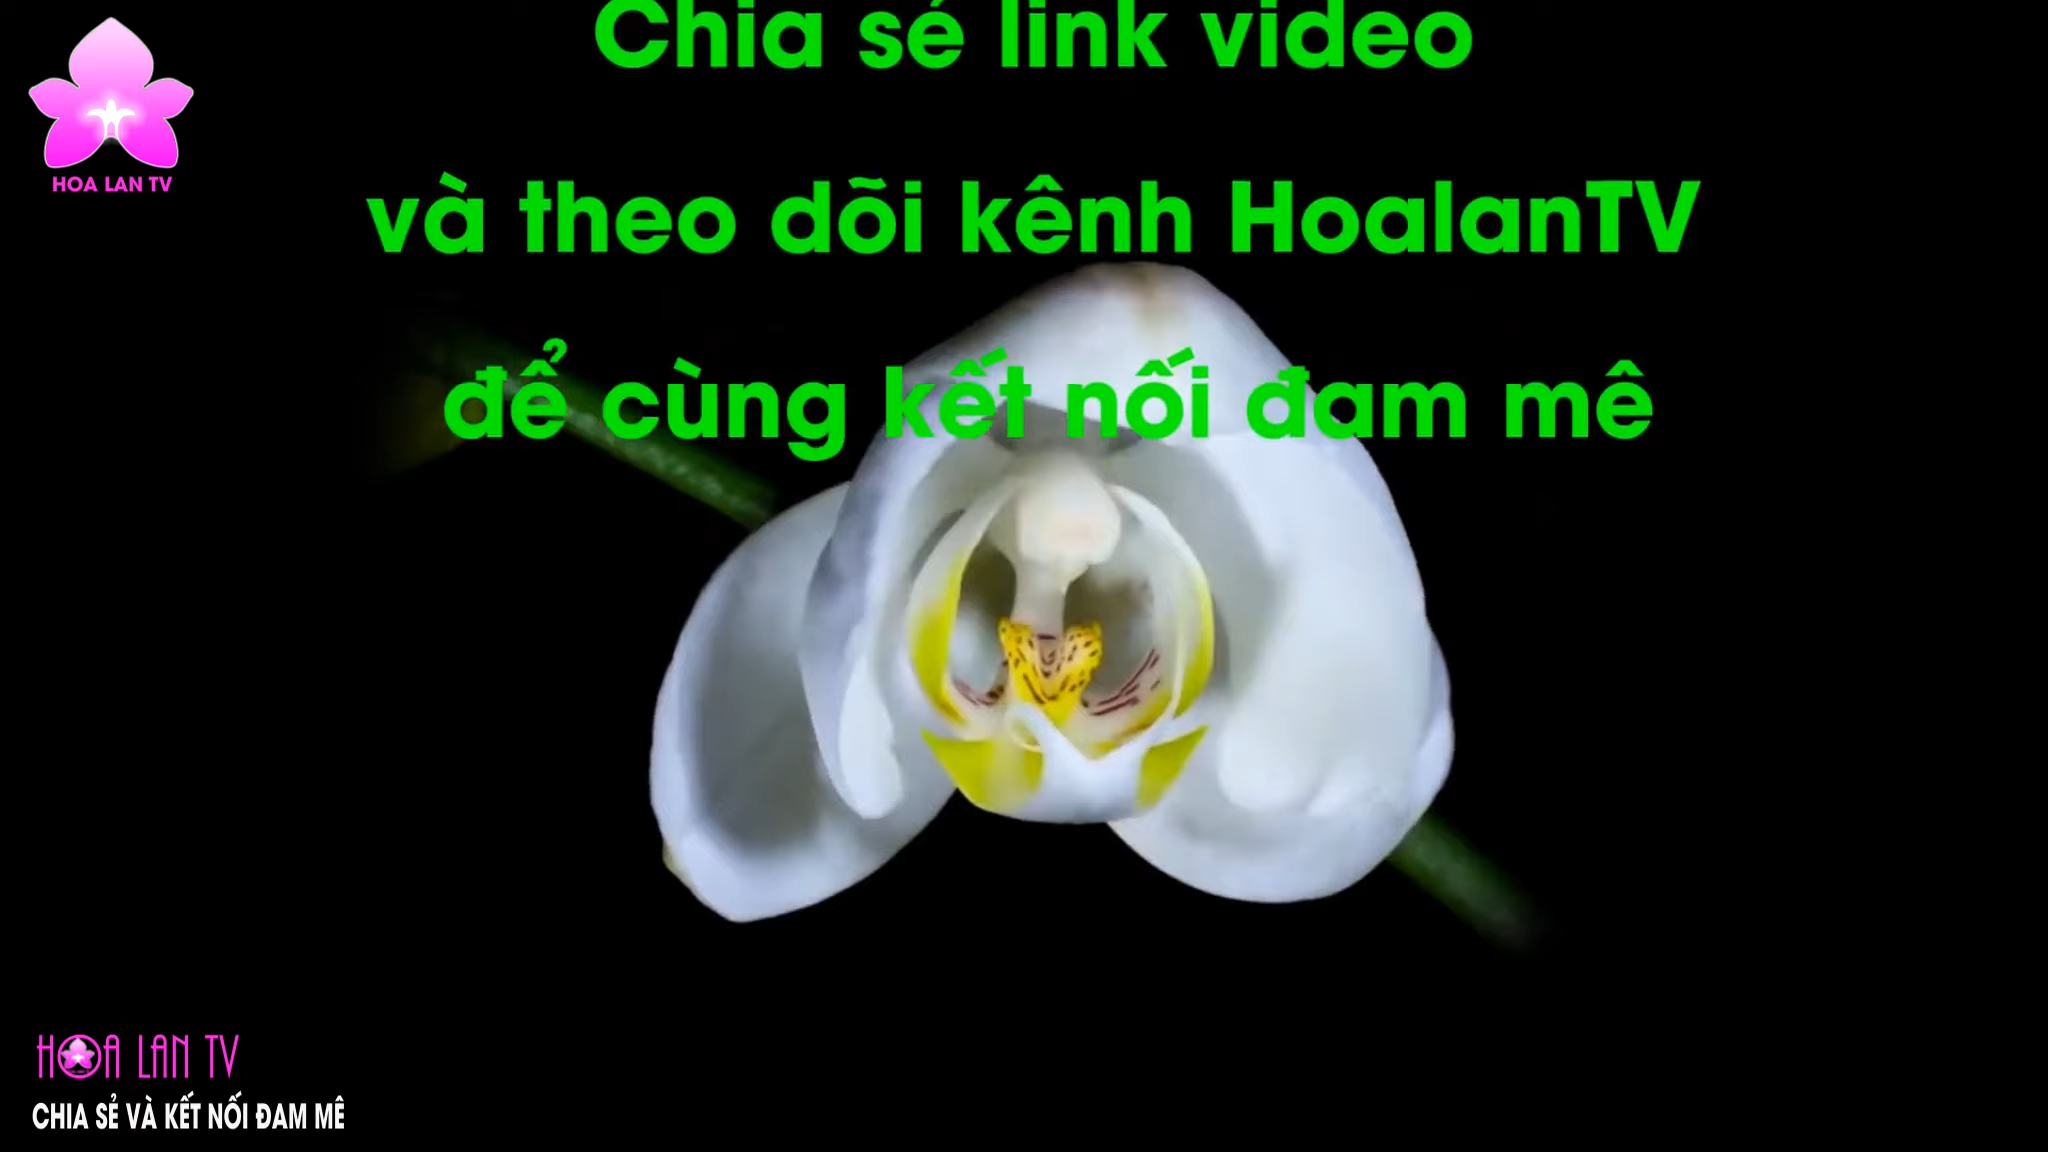 Chia sẻ link video
HOA LAN TV
và theo dõi kênh HoalanTV
để cùng kết nối đam mê
HOA LAN TV
CHIA SẺ VÀ KẾT NỐI ĐAM MÊ